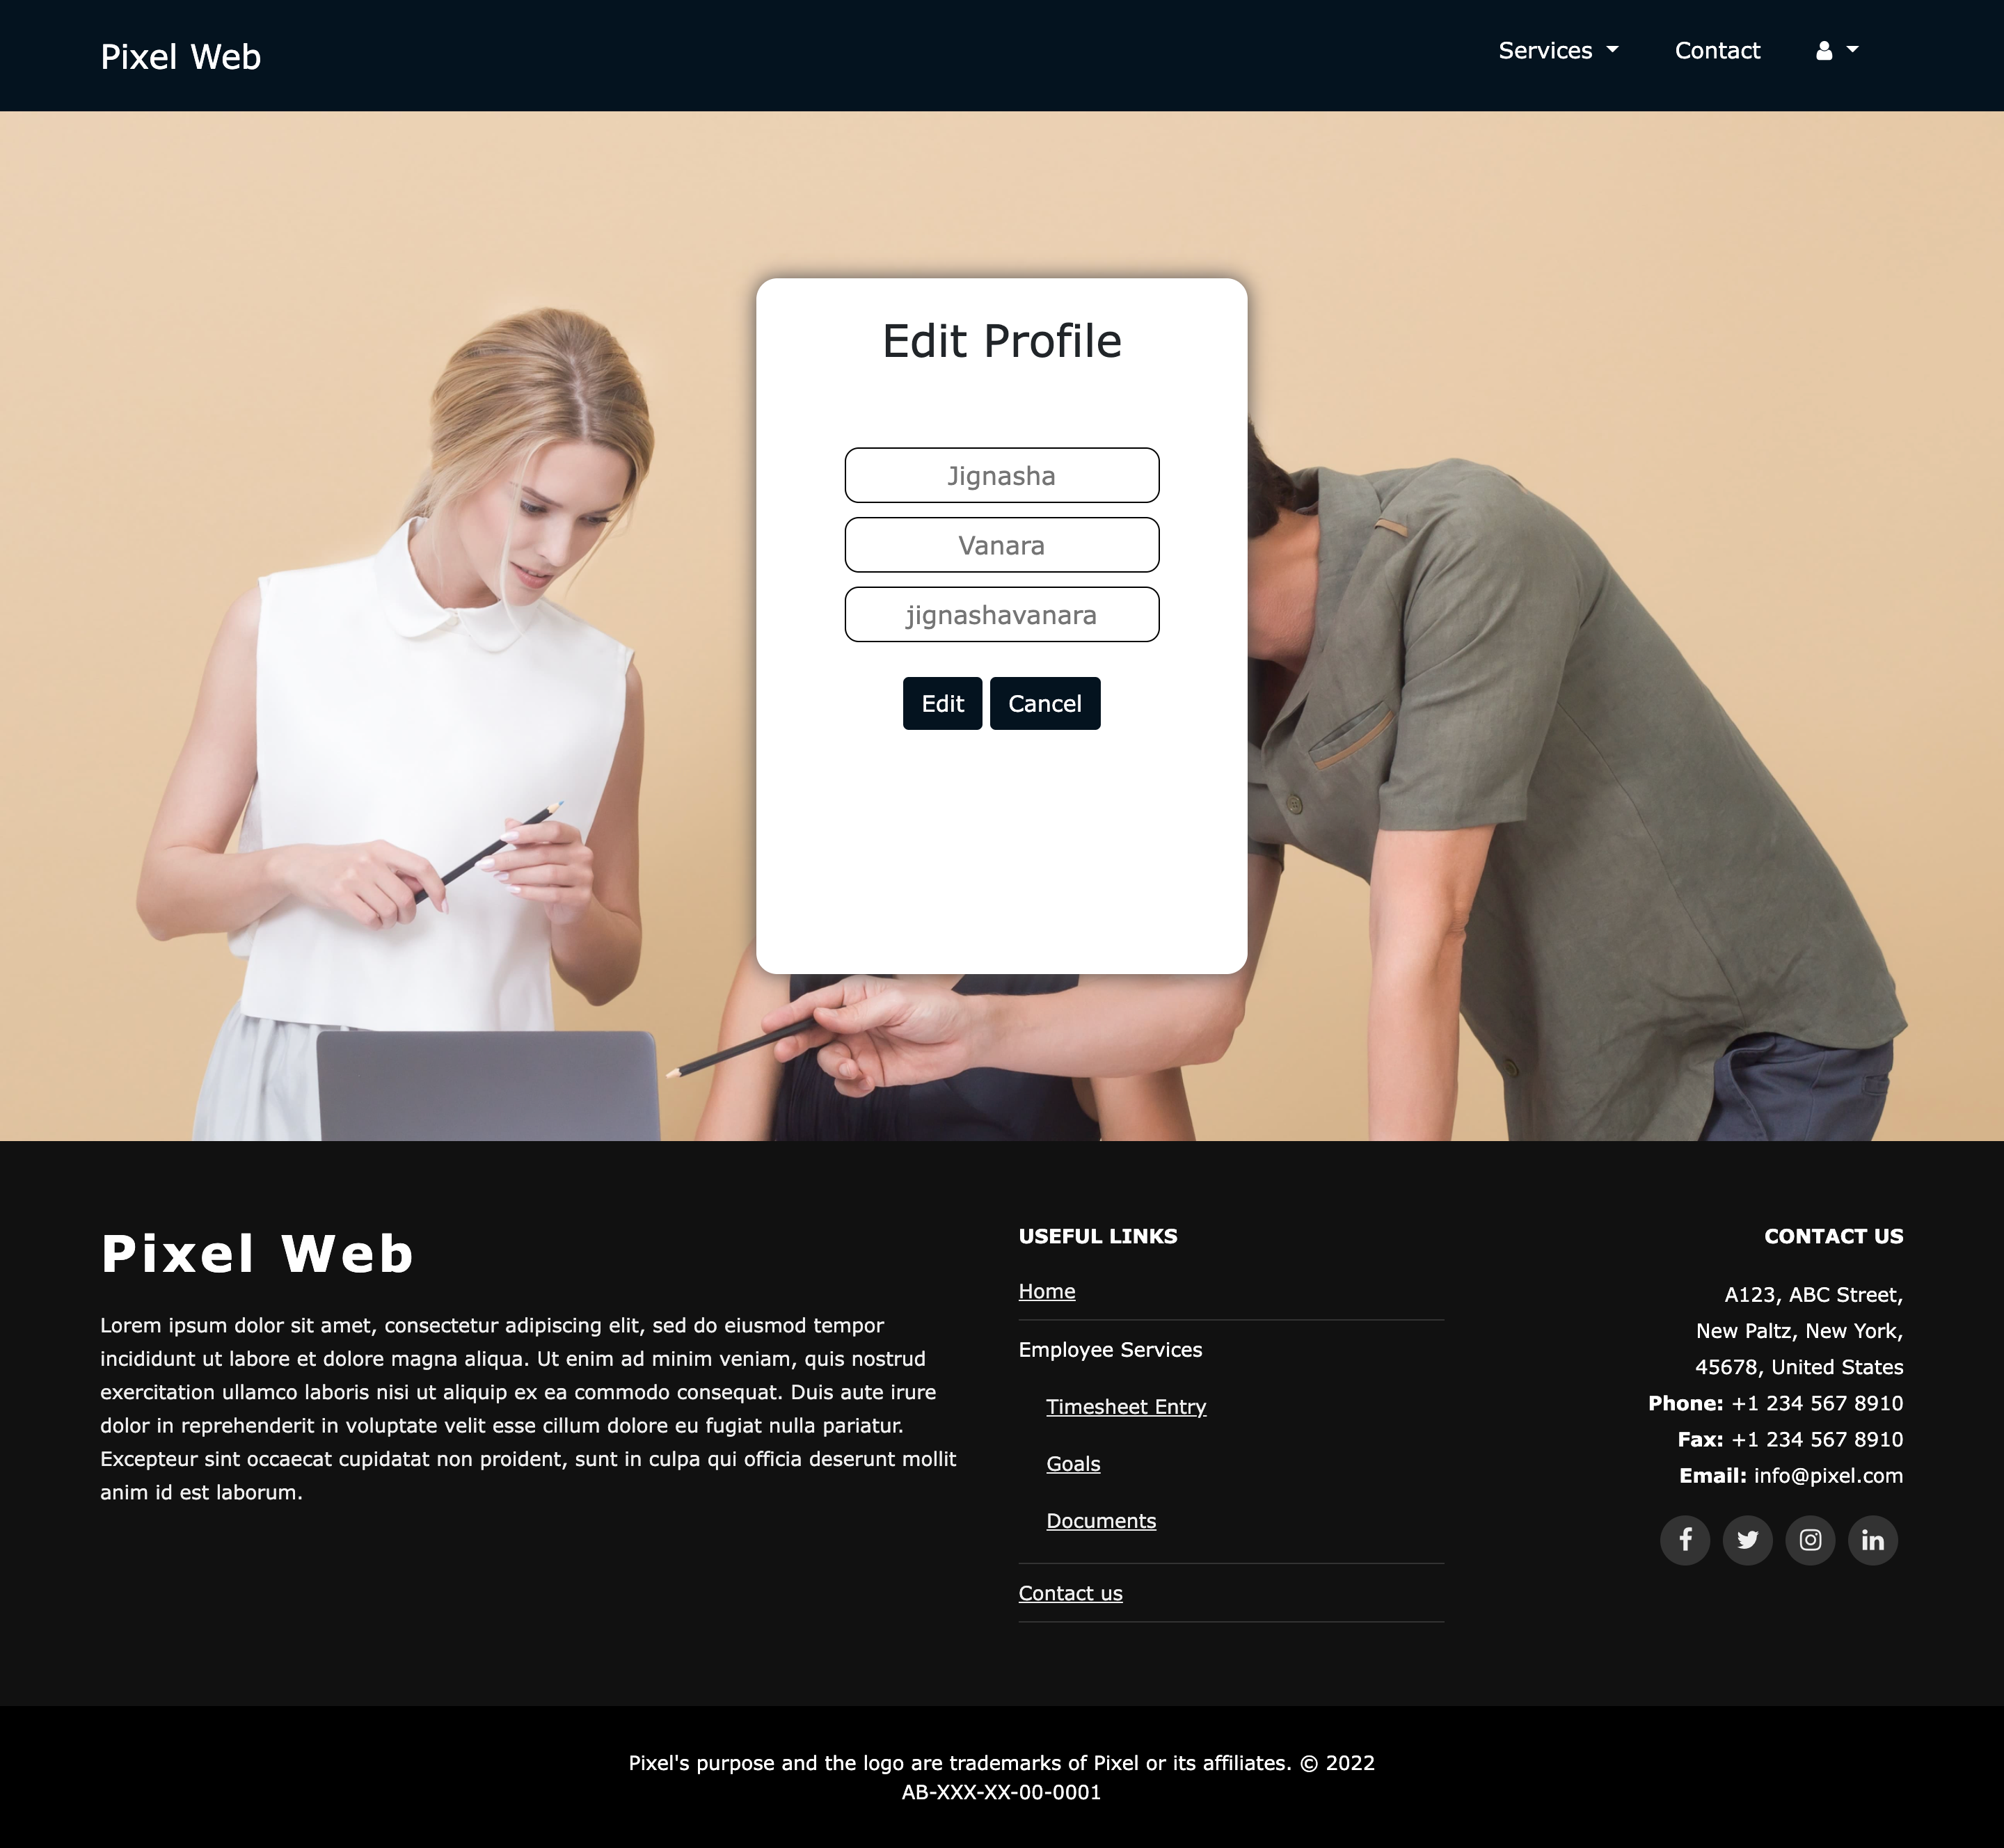 Pixel Web
Services
Contact
Edit Profile
Jignasha
Vanara
jignashavanara
Edit
Cancel
Pixel Web
Lorem ipsum dolor sit amet, consectetur adipiscing elit, sed do eiusmod tempor
incididunt ut labore et dolore magna aliqua. Ut enim ad minim veniam, quis nostrud
exercitation ullamco laboris nisi ut aliquip ex ea commodo consequat. Duis aute irure
dolor in reprehenderit in voluptate velit esse cillum dolore eu fugiat nulla pariatur.
Excepteur sint occaecat cupidatat non proident, sunt in culpa qui officia deserunt mollit
anim id est laborum.
USEFUL LINKS
Home
Employee Services
Timesheet Entry
Goals
Documents
Contact us
CONTACT US
A123, ABC Street,
New Paltz, New York,
45678, United States
Phone: +1 234 567 8910
Fax: +1 234 567 8910
Email: info@pixel.com
Pixel's purpose and the logo are trademarks of Pixel or its affiliates. © 2022
AB-XXX-XX-00-0001